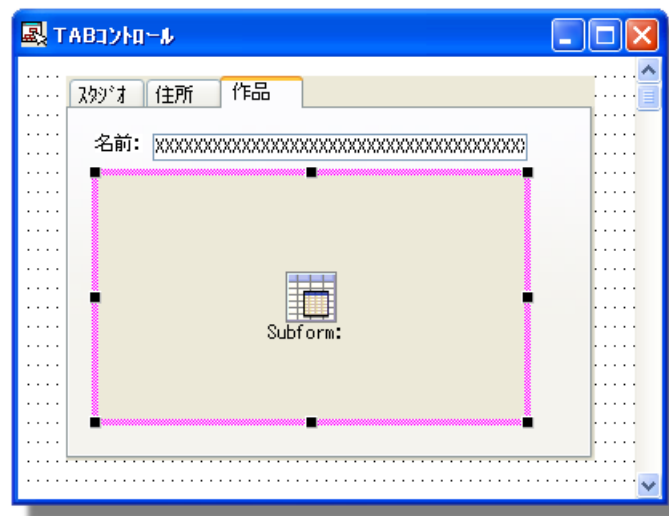 TABｺﾝﾄﾛｰﾙ
ｽﾀｼﾞｵ 住所 作品
名前: XXXXXXXXXXXXXXXXXXXXXXXXXXXXXXXXXXXXXXX
Subform: